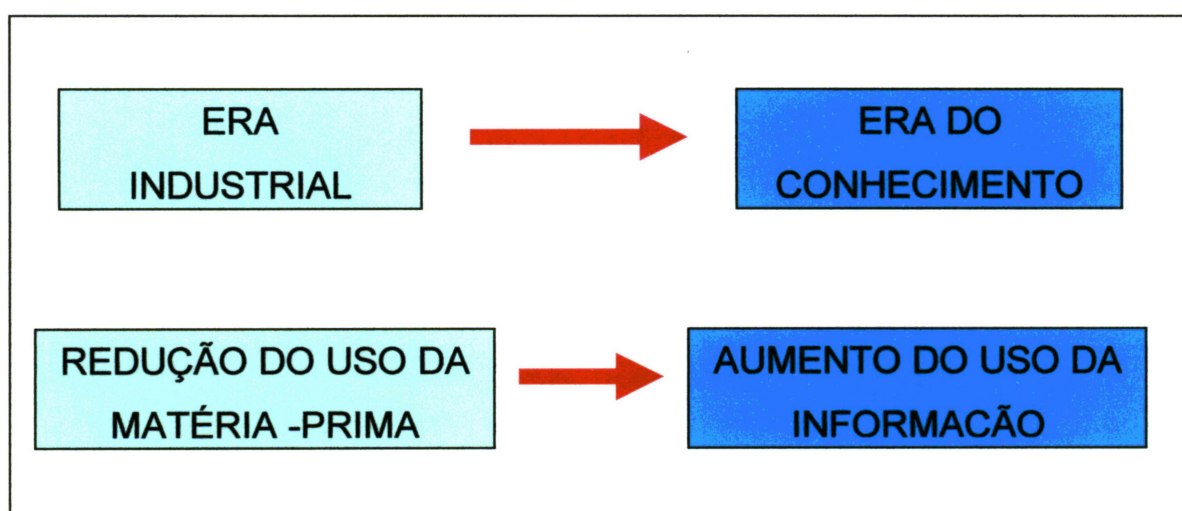 ERA
INDUSTRIAL
ERA DO
CONHECIMENTO
REDUÇÃO DO USO DA
MATÉRIA -PRIMA
AUMENTO DO USO DA
INFORMACÃO